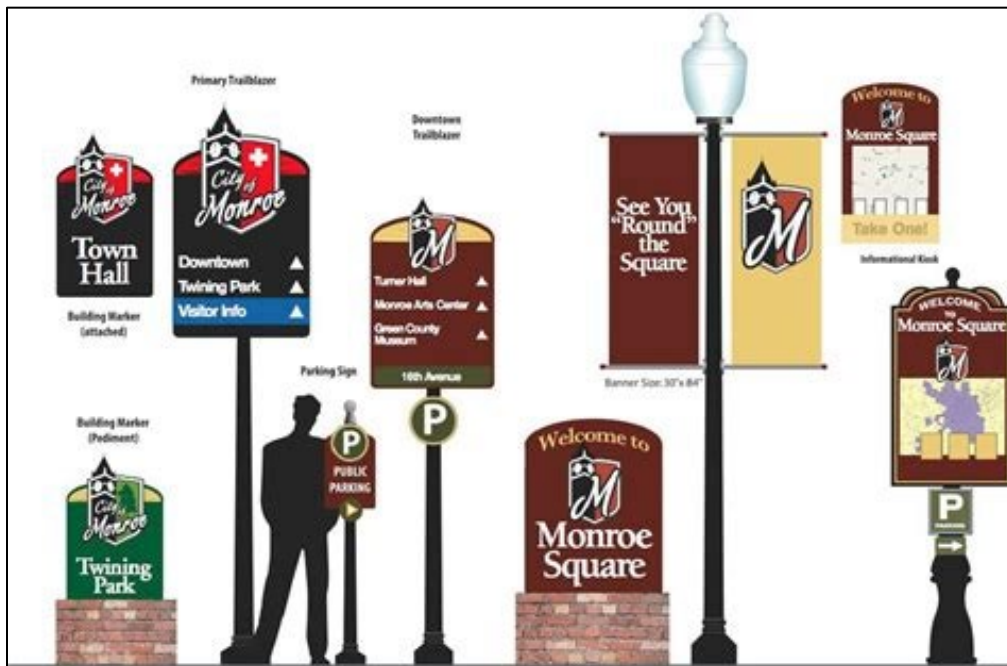 Primary Trailblazer
City of
Monroe
Town
Hall
Building Marker
(attached)
City of
Monroe
Downtown
Twining Park
Visitor Info
Downtown
Trailblazer
M
Turner Hall
Monroe Arts Center
Green County
Museum
16th Avenue
P
Parking Sign
P
PUBLIC
PARKING
Building Marker
(Pediment)
City of
Monroe
Twining
Park
See You
"Round" the
Square
M
Banner Size: 30"x 84"
Welcome to
M
Monroe
Square
Welcome to
M
Monroe Square
Take One!
Informational Kiosk
WELCOME
TO
Monroe Square
M
P
PARKING